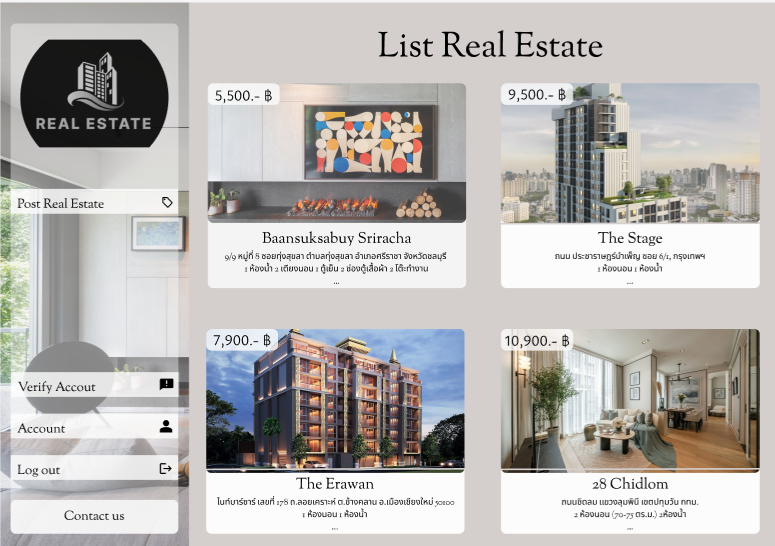 REAL ESTATE
Post Real Estate
Verify Accout
Account
Log out
Contact us
List Real Estate
5,500.- ฿
Baansuksabuy Sriracha
9/9 หมู่ที่ 8 ซอยทุ่งสุขลา ตำบลทุ่งสุขลา อำเภอศรีราชา จังหวัดชลบุรี
1 ห้องน้ำ 2 เตียงนอน 1 ตู้เย็น 2 ช่องตู้เสื้อผ้า 2 โต๊ะทำงาน
...
9,500.- ฿
The Stage
ถนน ประชาราษฎร์บำเพ็ญ ซอย 6/1, กรุงเทพฯ
1 ห้องนอน 1 ห้องน้ำ
...
7,900.- ฿
The Erawan
ไนท์บาร์ซาร์ เลขที่ 178 ถ.ลอยเคราะห์ ต.ช้างคลาน อ.เมืองเชียงใหม่ 50100
1 ห้องนอน 1 ห้องน้ำ
...
10,900.- ฿
28 Chidlom
ถนนชิดลม แขวงลุมพินี เขตปทุมวัน กทม.
2 ห้องนอน (70-75 ตร.ม.) 2ห้องน้ำ
...